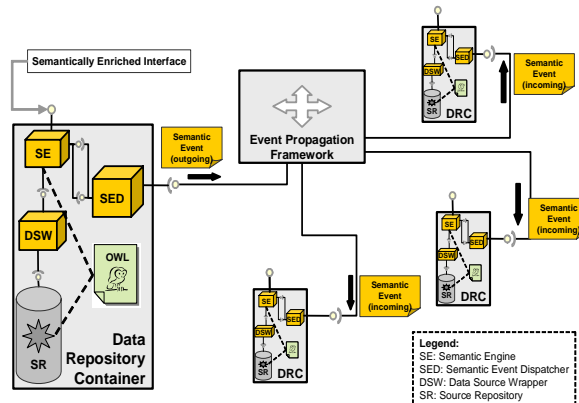 Semantically Enriched Interface
SE
SED
DSW
OWL
SR
Data
Repository
Container
Semantic
Event
(outgoing)
Event Propagation
Framework
SE
SED
DSW
SR
DRC
Semantic
Event
(incoming)
SE
SED
DSW
SR
DRC
Semantic
Event
(incoming)
SE
SED
DSW
SR
DRC
Semantic
Event
(incoming)
Legend:
SE: Semantic Engine
SED: Semantic Event Dispatcher
DSW: Data Source Wrapper
SR: Source Repository